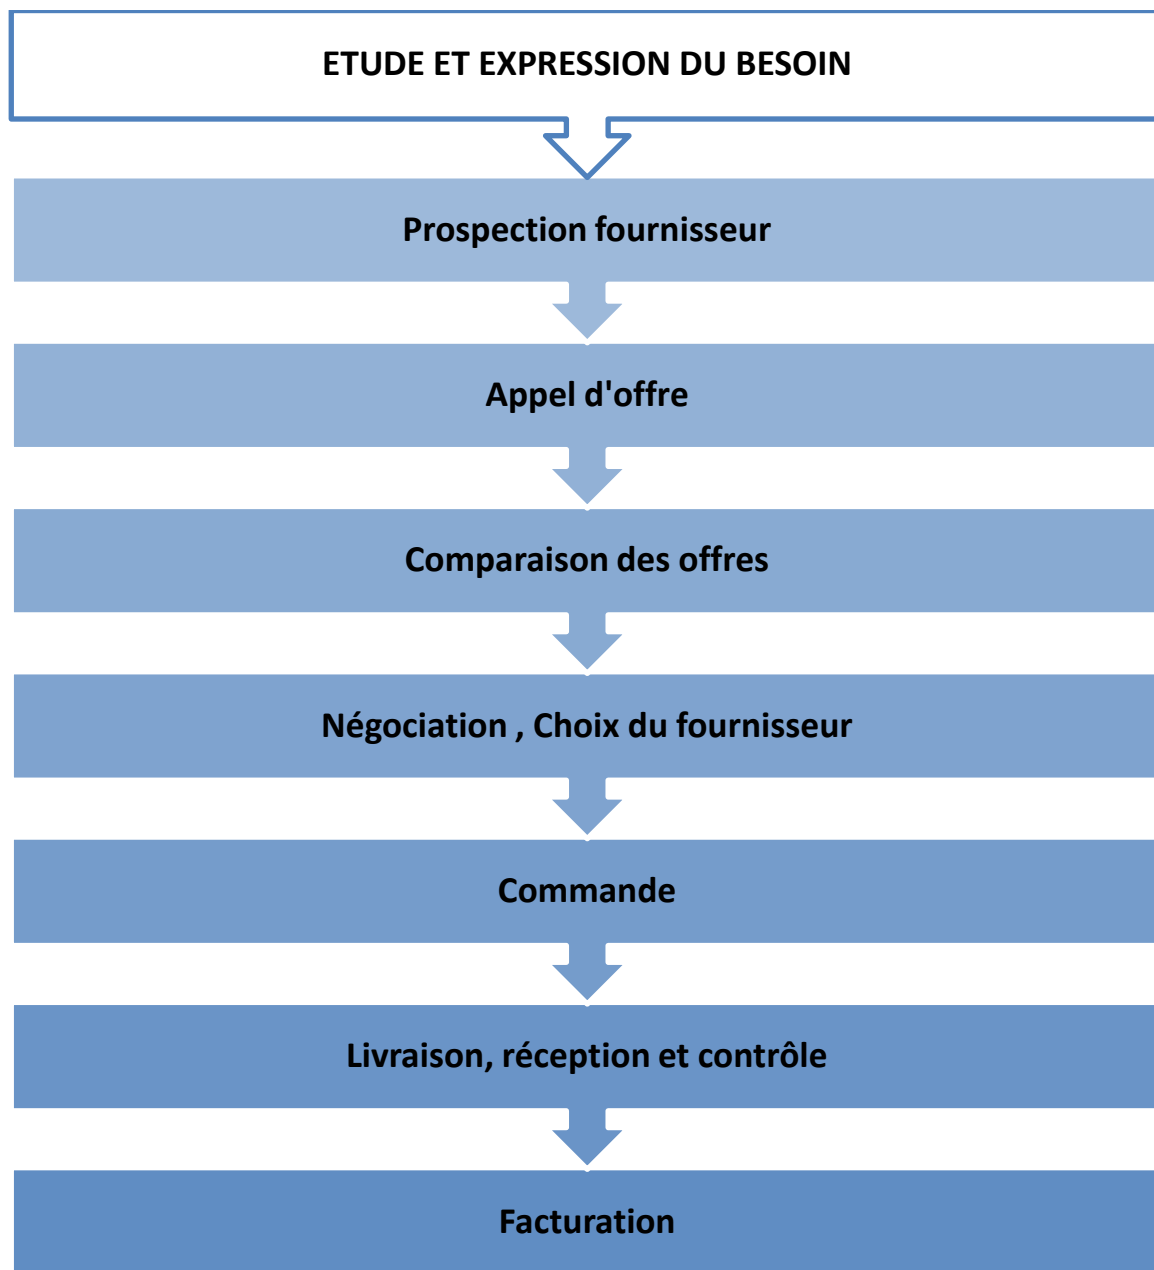 ETUDE ET EXPRESSION DU BESOIN
Prospection fournisseur
Appel d'offre
Comparaison des offres
Négociation , Choix du fournisseur
Commande
Livraison, réception et contrôle
Facturation